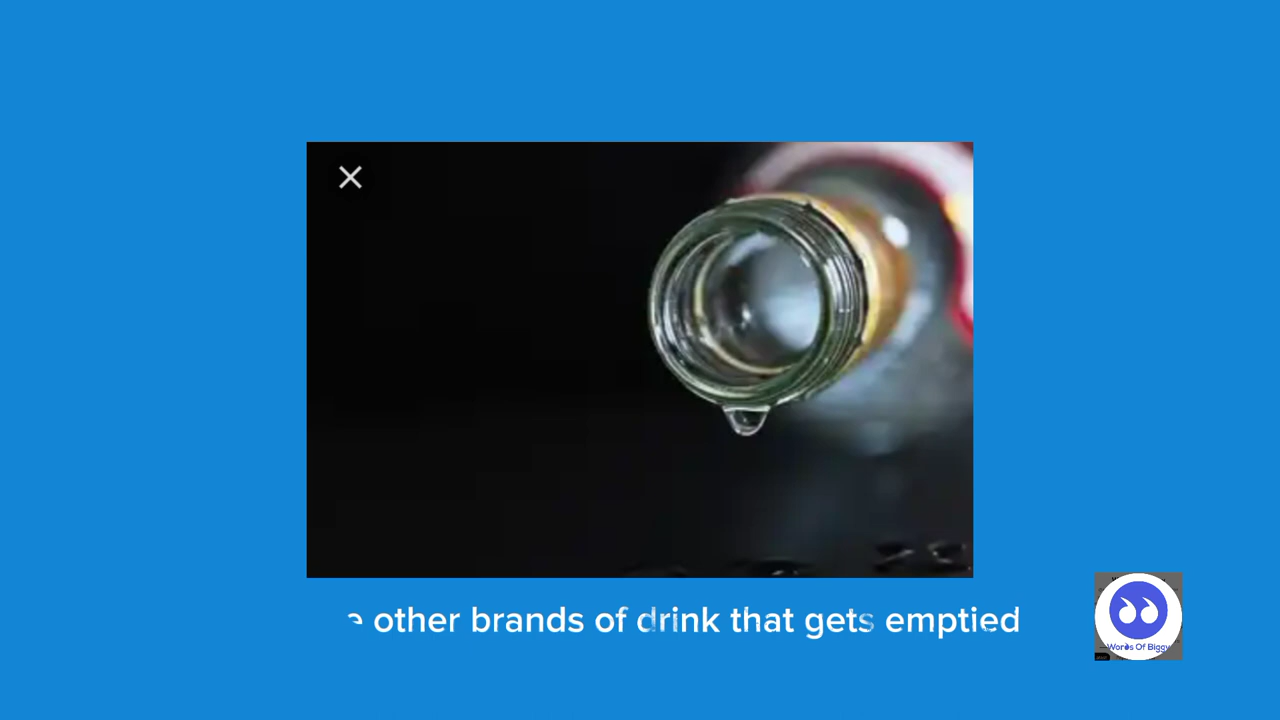 other brands of drink that gets emptied
Words Of Biggy